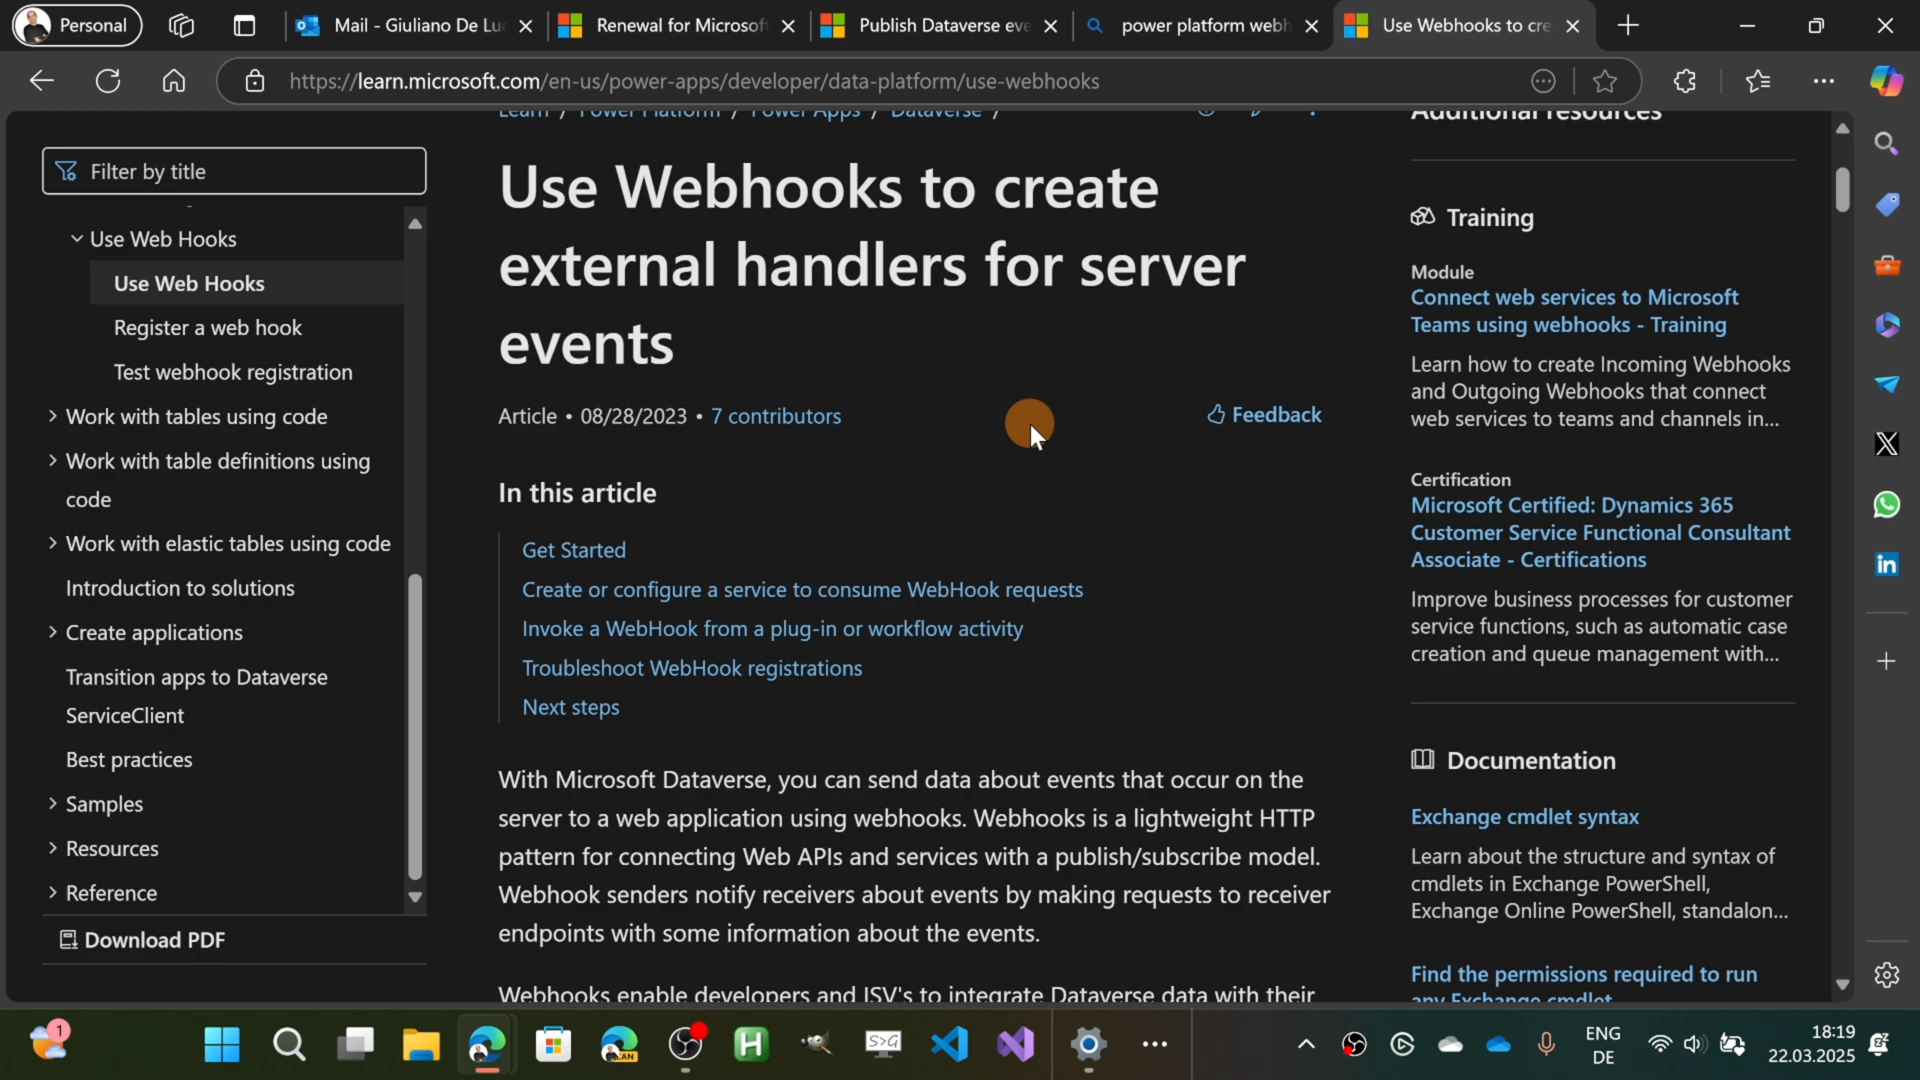 Personal
Mail - Giuliano De Lu
Renewal for Microsof
Publish Dataverse eve
power platform webh
Use Webhooks to cre
https://learn.microsoft.com/en-us/power-apps/developer/data-platform/use-webhooks
Learn / Power Platform / Power Apps / Dataverse /
Filter by title
Use Web Hooks
Use Web Hooks
Register a web hook
Test webhook registration
Work with tables using code
Work with table definitions using
code
Work with elastic tables using code
Introduction to solutions
Create applications
Transition apps to Dataverse
ServiceClient
Best practices
Samples
Resources
Reference
Download PDF
Use Webhooks to create
external handlers for server
events
Article • 08/28/2023 • 7 contributors
Feedback
In this article
Get Started
Create or configure a service to consume WebHook requests
Invoke a WebHook from a plug-in or workflow activity
Troubleshoot WebHook registrations
Next steps
With Microsoft Dataverse, you can send data about events that occur on the
server to a web application using webhooks. Webhooks is a lightweight HTTP
pattern for connecting Web APIs and services with a publish/subscribe model.
Webhook senders notify receivers about events by making requests to receiver
endpoints with some information about the events.
Webhooks enable developers and ISV's to integrate Dataverse data with their
Additional resources
Training
Module
Connect web services to Microsoft
Teams using webhooks - Training
Learn how to create Incoming Webhooks
and Outgoing Webhooks that connect
web services to teams and channels in...
Certification
Microsoft Certified: Dynamics 365
Customer Service Functional Consultant
Associate - Certifications
Improve business processes for customer
service functions, such as automatic case
creation and queue management with...
Documentation
Exchange cmdlet syntax
Learn about the structure and syntax of
cmdlets in Exchange PowerShell,
Exchange Online PowerShell, standalon...
Find the permissions required to run
any Exchange cmdlet
1
CAN
H
S>G
ENG
DE
18:19
22.03.2025